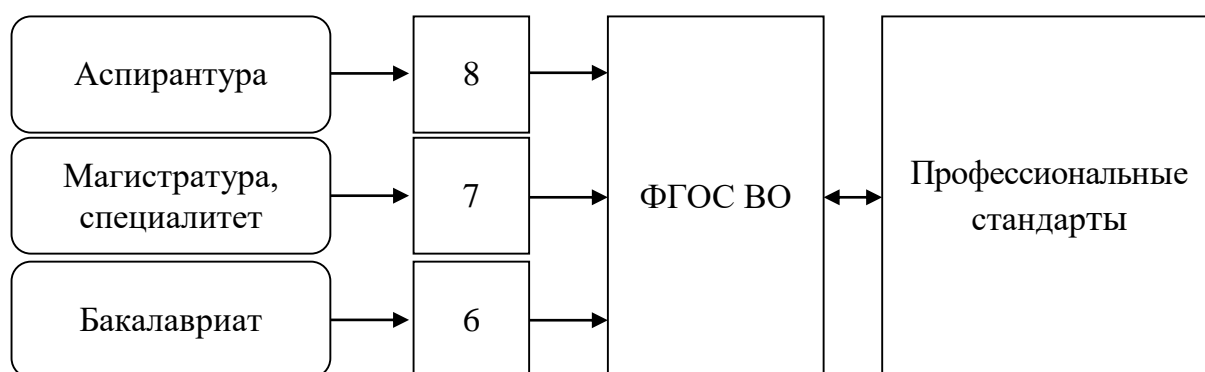 Аспирантура
8
Магистратура,
специалитет
7
ФГОС ВО
Профессиональные
стандарты
Бакалавриат
6